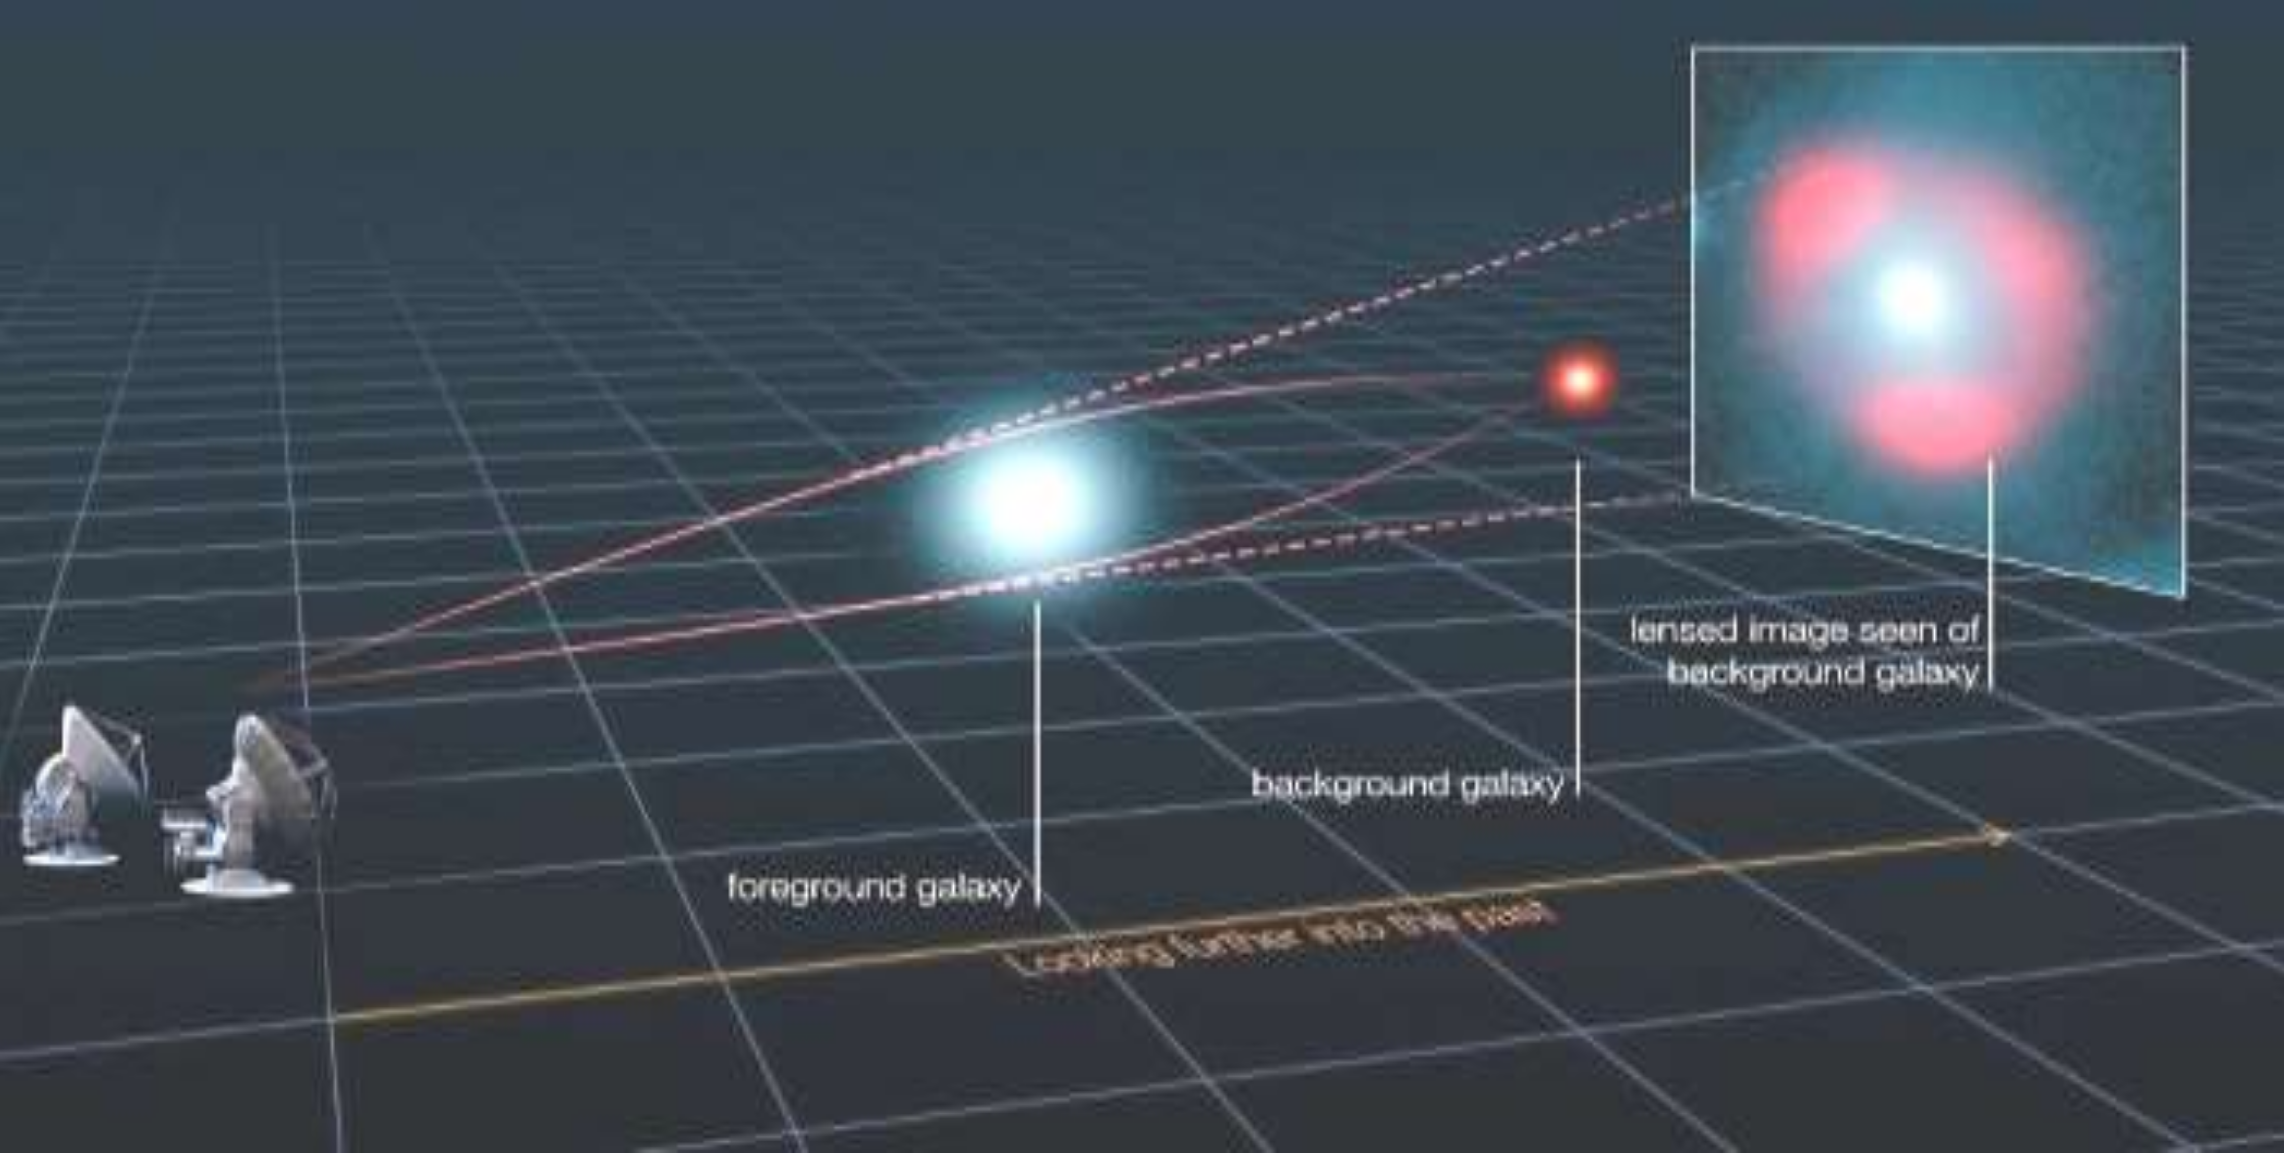 lensed image seen of
background galaxy
background galaxy
foreground galaxy
Looking further into the past